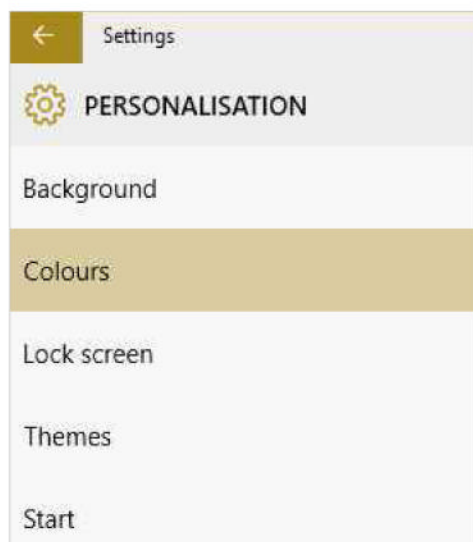 Settings
PERSONALISATION
Background
Colours
Lock screen
Themes
Start